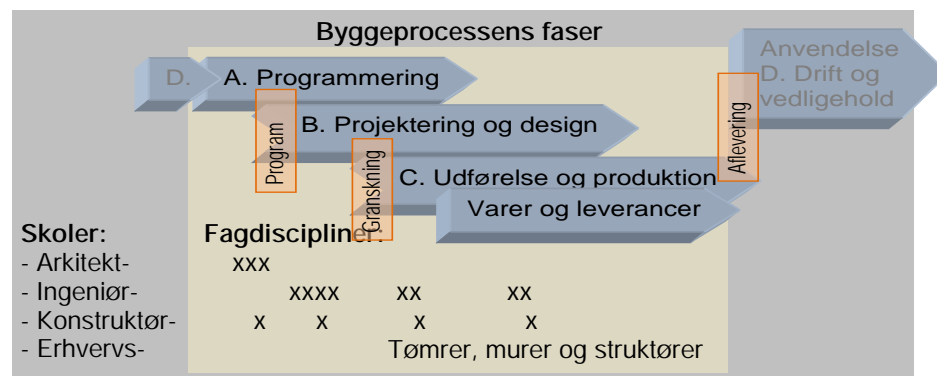 Byggeprocessens faser
D.
A. Programmering
Anvendelse
D. Drift og
vedligehold
Program
B. Projektering og design
Aflevering
Granskning
C. Udførelse og produktion
Varer og leverancer
Skoler:
Fagdiscipliner:
- Arkitekt-
xxx
- Ingeniør-
xxxx xx xx
- Konstruktør-
x x x x
- Erhvervs-
Tømrer, murer og struktører